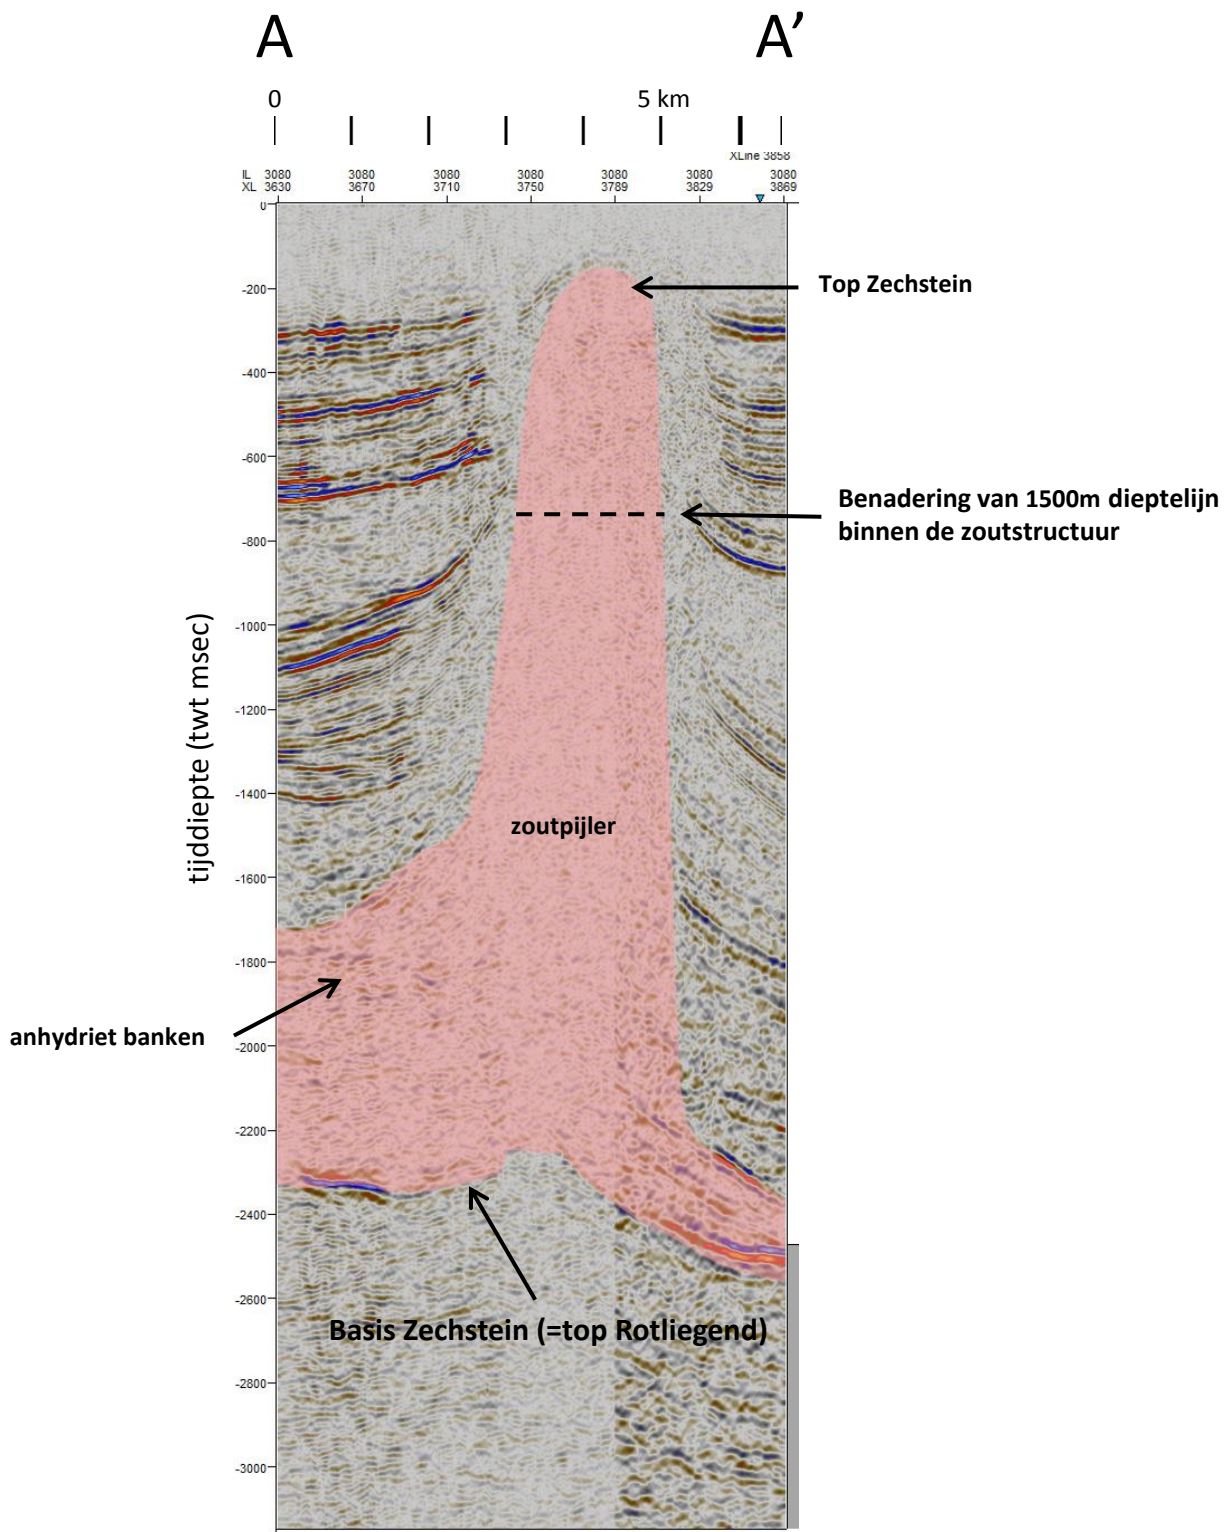 A A’
0 5 km
XLine 3858
IL 3080 3080 3080 3080 3080 3080 3080
XL 3630 3670 3710 3750 3789 3829 3869
0
-200
Top Zechstein
-400
-600
Benadering van 1500m dieptelijn
binnen de zoutstructuur
-800
-1000
tijddiepte (twt msec)
-1200
-1400
zoutpijler
-1600
-1800
anhydriet banken
-2000
-2200
-2400
-2600
Basis Zechstein (=top Rotliegend)
-2800
-3000